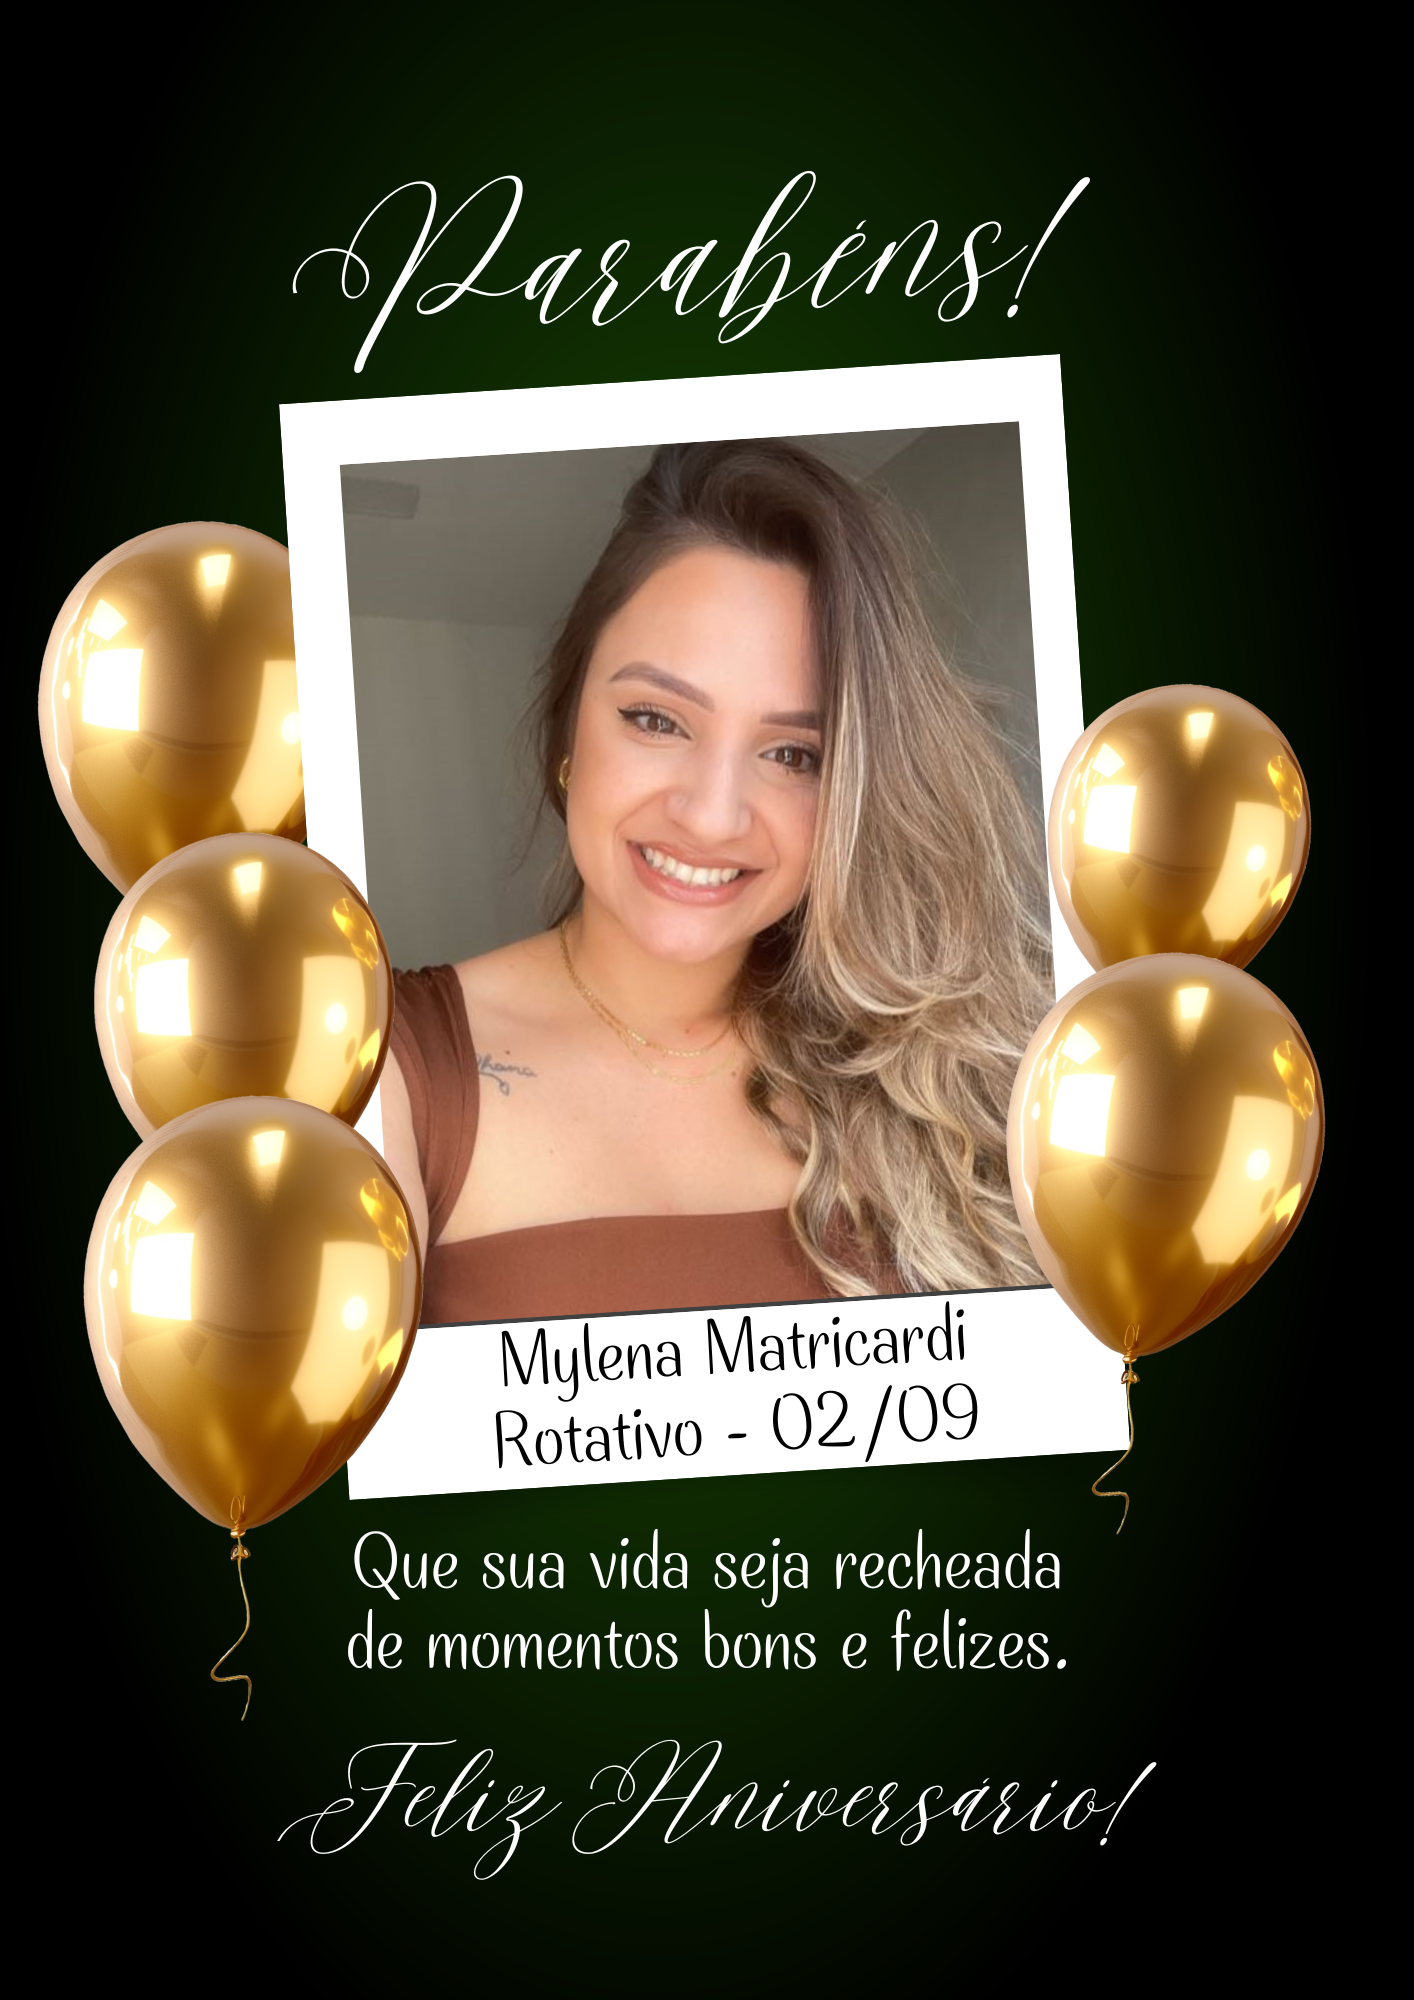 Parabéns!
Mylena Matricardi
Rotativo - 02/09
Que sua vida seja recheada
de momentos bons e felizes.
Feliz Aniversário!